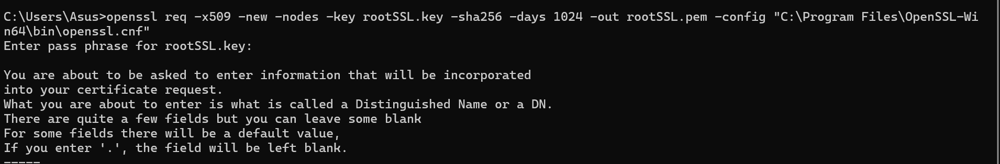 C:\Users\Asus>openssl req -x509 -new -nodes -key rootSSL.key -sha256 -days 1024 -out rootSSL.pem -config "C:\Program Files\OpenSSL-Wi
n64\bin\openssl.cnf"
Enter pass phrase for rootSSL.key:
You are about to be asked to enter information that will be incorporated
into your certificate request.
What you are about to enter is what is called a Distinguished Name or a DN.
There are quite a few fields but you can leave some blank
For some fields there will be a default value,
If you enter '.', the field will be left blank.
-----